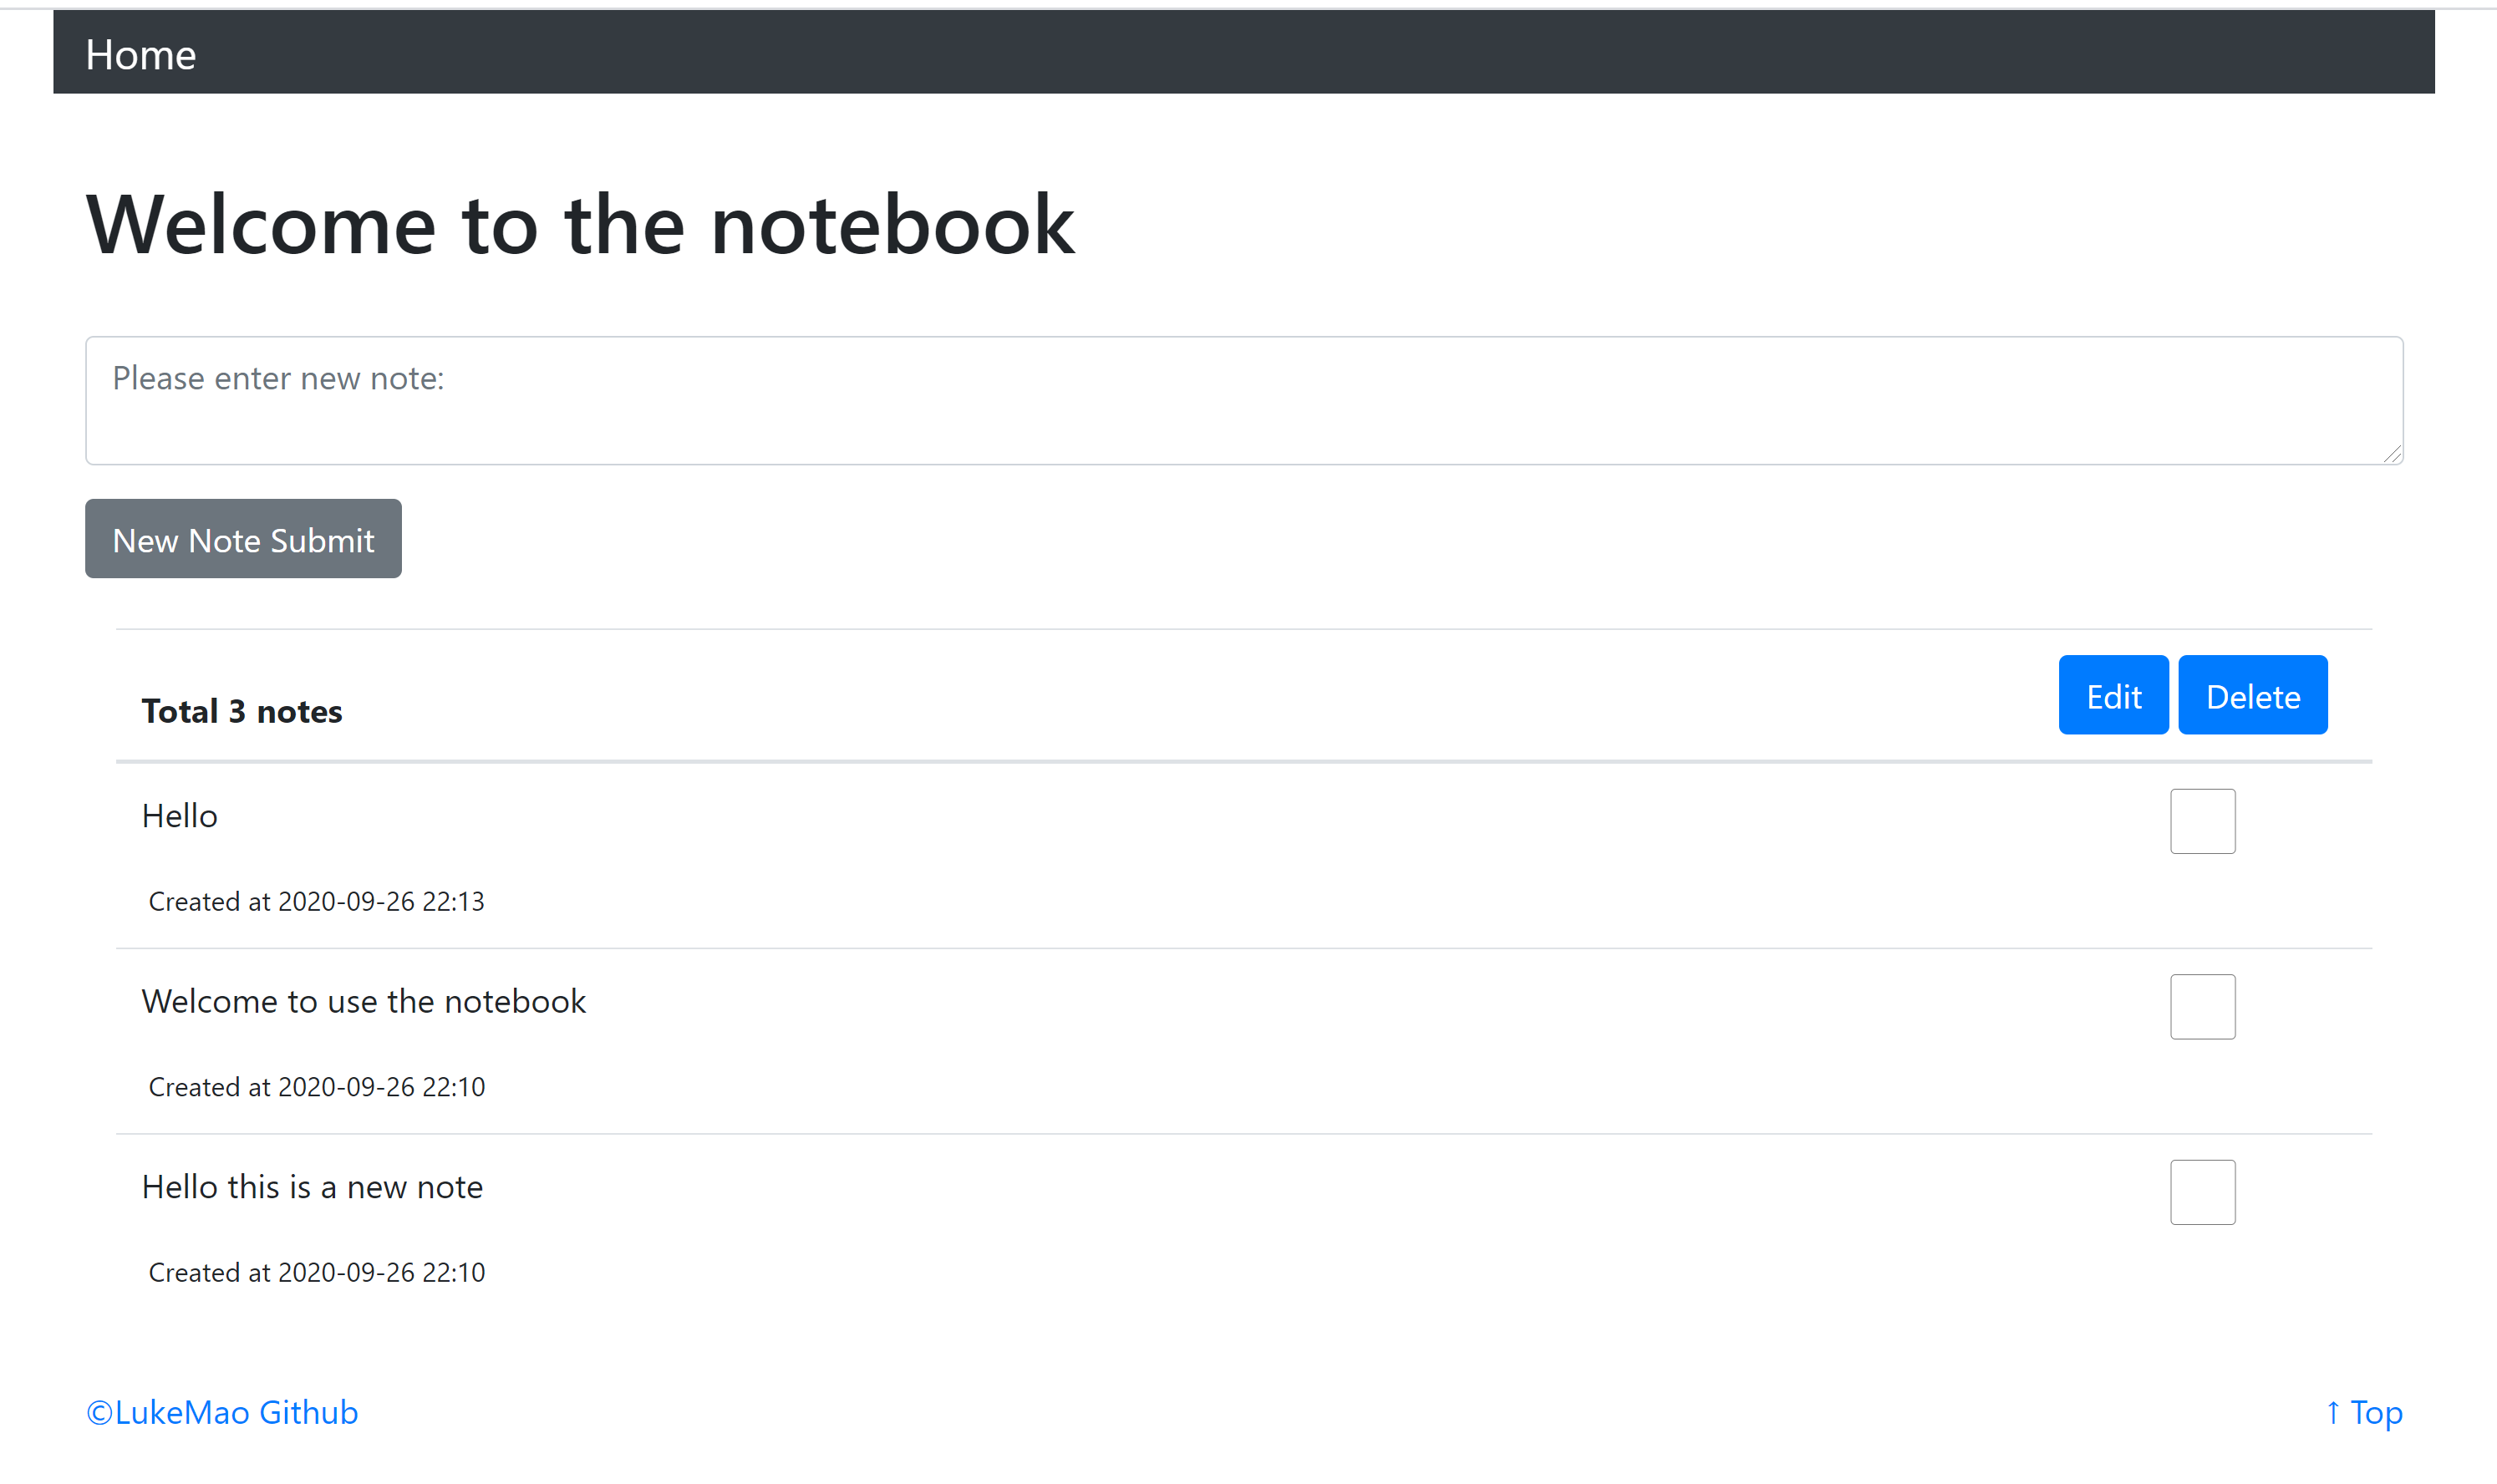 Home
Welcome to the notebook
Please enter new note:
New Note Submit
Total 3 notes Edit Delete
Hello
Created at 2020-09-26 22:13
Welcome to use the notebook
Created at 2020-09-26 22:10
Hello this is a new note
Created at 2020-09-26 22:10
©LukeMao Github ↑ Top